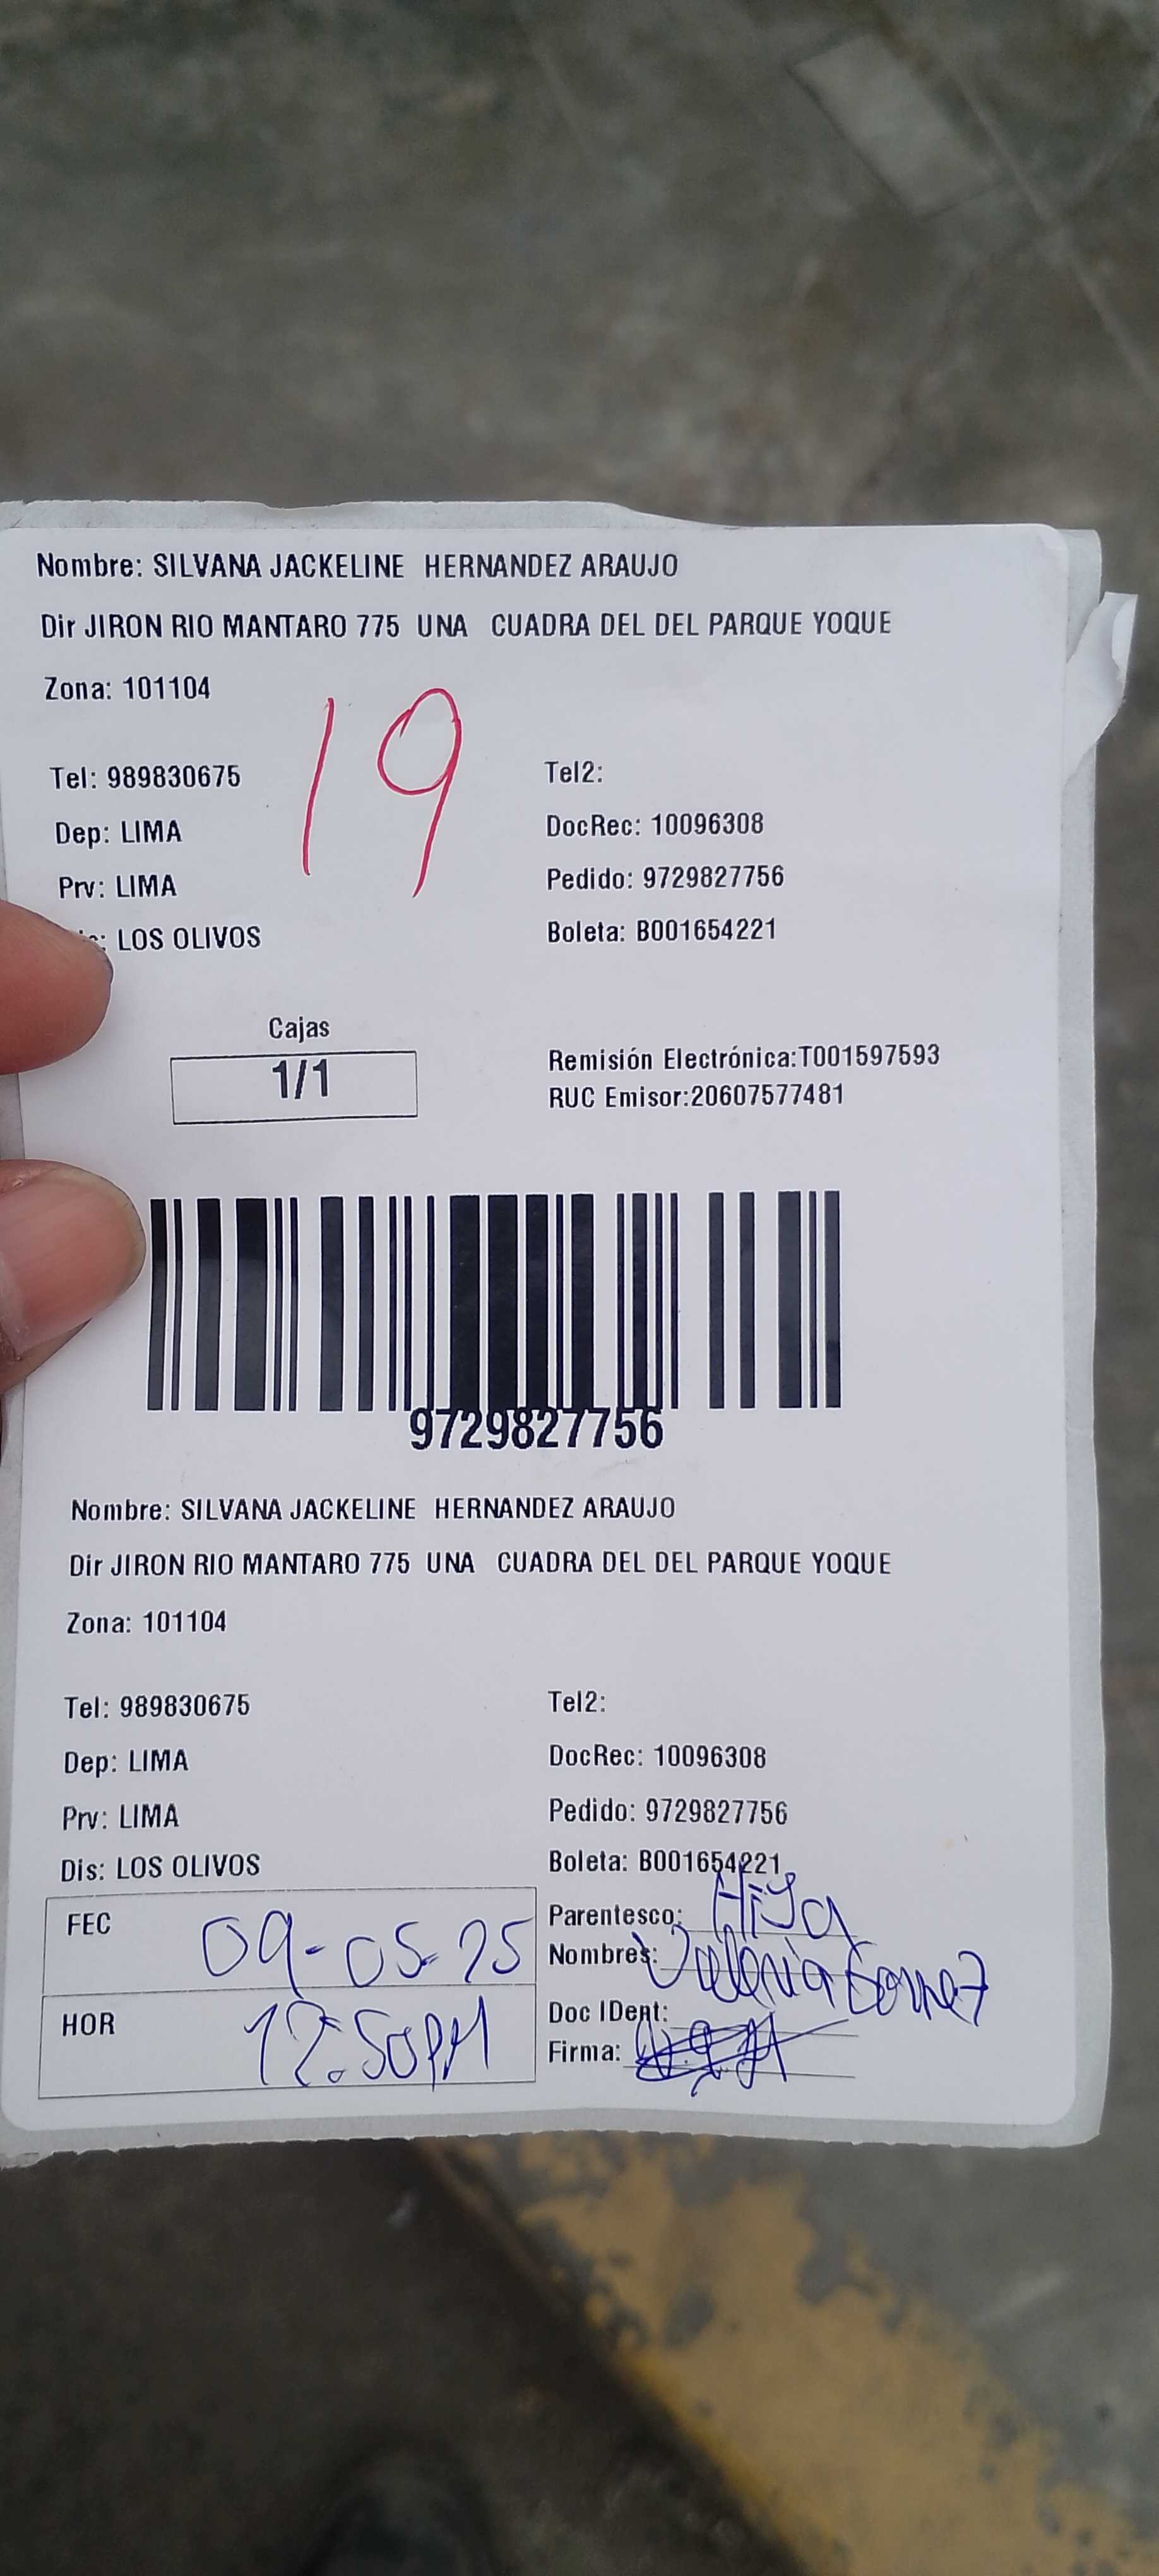 Nombre: SILVANA JACKELINE HERNANDEZ ARAUJO
Dir JIRON RIO MANTARO 775 UNA CUADRA DEL DEL PARQUE YOQUE
Zona: 101104
19
Tel: 989830675 Tel2:
Dep: LIMA DocRec: 10096308
Prv: LIMA Pedido: 9729827756
LOS OLIVOS Boleta: B001654221
Cajas
1/1
Remisión Electrónica:T001597593
RUC Emisor:20607577481
9729827756
Nombre: SILVANA JACKELINE HERNANDEZ ARAUJO
Dir JIRON RIO MANTARO 775 UNA CUADRA DEL DEL PARQUE YOQUE
Zona: 101104
Tel: 989830675 Tel2:
Dep: LIMA DocRec: 10096308
Prv: LIMA Pedido: 9729827756
Dis: LOS OLIVOS Boleta: B001654221
FEC 09-05-25 Parentesco: Hija
Nombres: Gomez
HOR 12:50PM Doc IDent:
Firma: